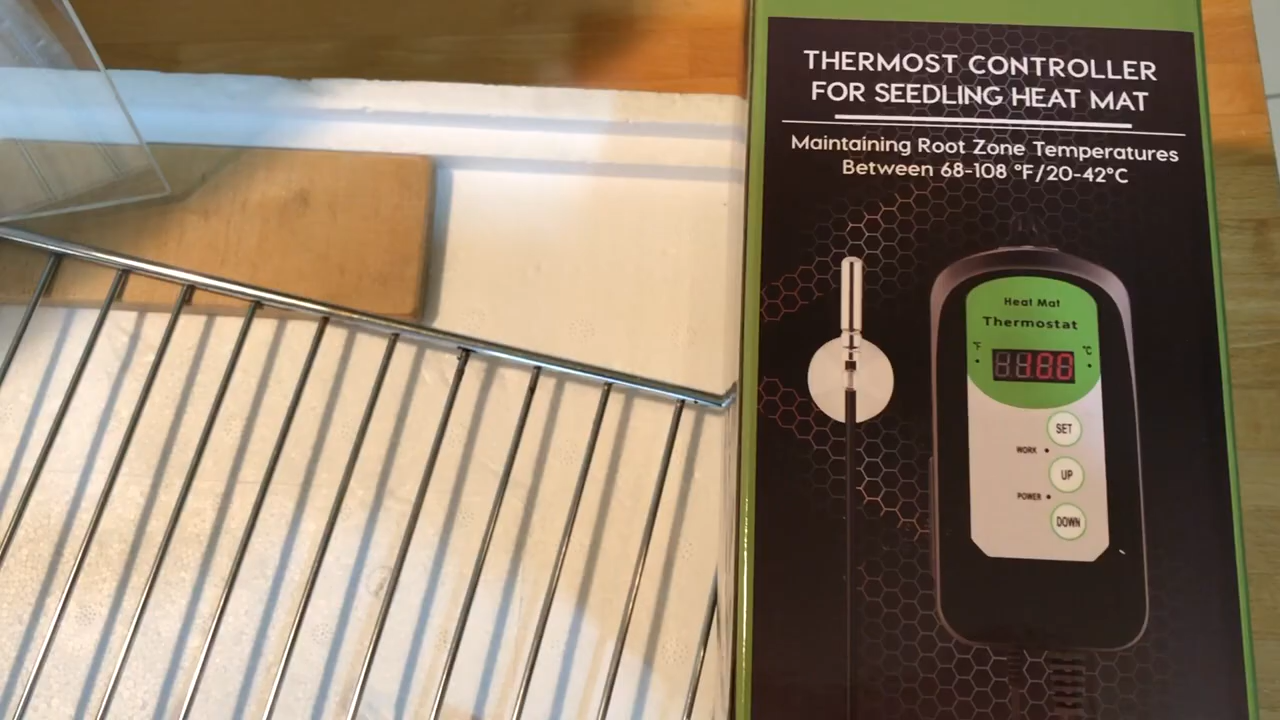 THERMOST CONTROLLER
FOR SEEDLING HEAT MAT
Maintaining Root Zone Temperatures
Between 68-108 °F/20-42°C
Heat Mat
Thermostat
°F
°C
100
SET
WORK
UP
POWER
DOWN